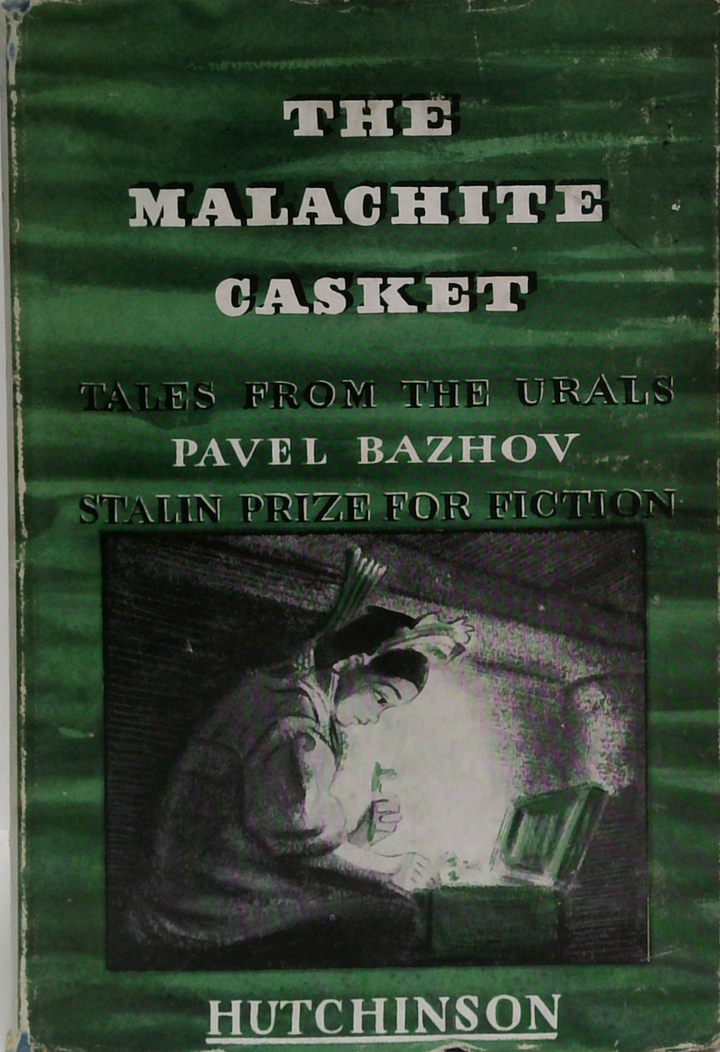 THE
MALACHITE
CASKET
TALES FROM THE URALS
PAVEL BAZHOV
STALIN PRIZE FOR FICTION
HUTCHINSON